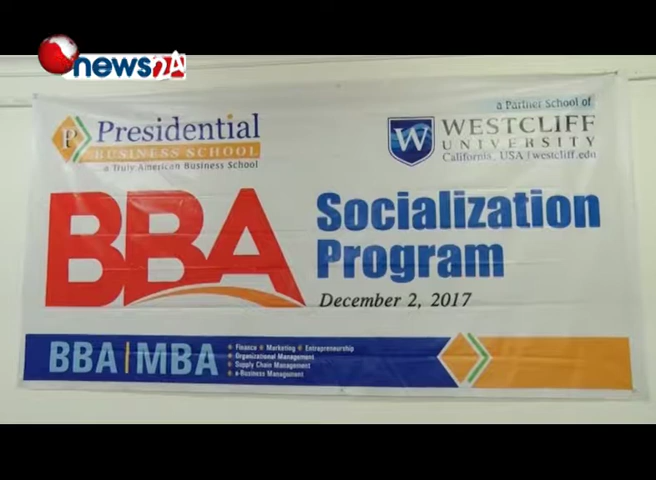 news24
Presidential
BUSINESS SCHOOL
a Truly American Business School
a Partner School of
W
WESTCLIFF
UNIVERSITY
California, USA | westcliff.edu
P
BBA
Socialization
Program
December 2, 2017
BBA | MBA
Finance Marketing Entrepreneurship
Organizational Management
Supply Chain Management
e-Business Management